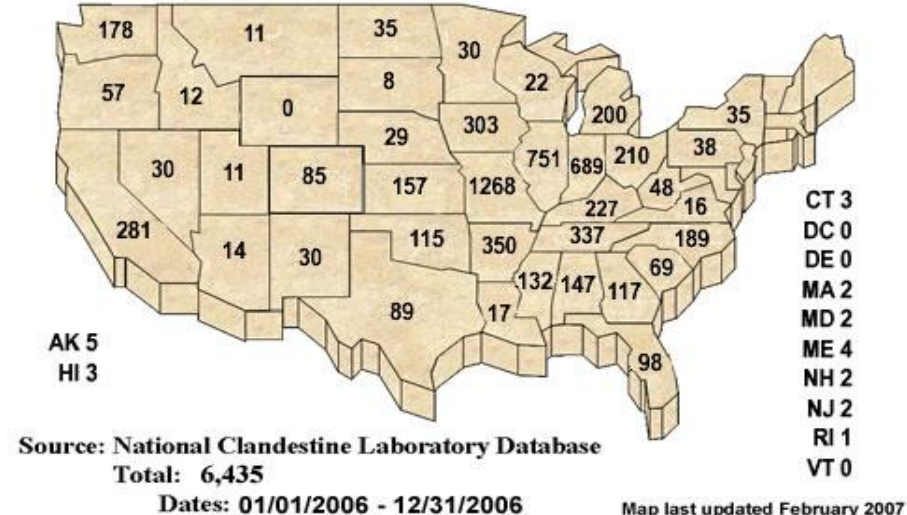 178
11
35
30
57
12
0
8
22
200
35
303
29
38
30
11
85
157
1268
751
689
210
48
16
227
281
14
30
115
350
337
189
69
132
147
117
89
17
98
AK 5
HI 3
CT 3
DC 0
DE 0
MA 2
MD 2
ME 4
NH 2
NJ 2
RI 1
VT 0
Source: National Clandestine Laboratory Database
Total: 6,435
Dates: 01/01/2006 - 12/31/2006
Map last updated February 2007